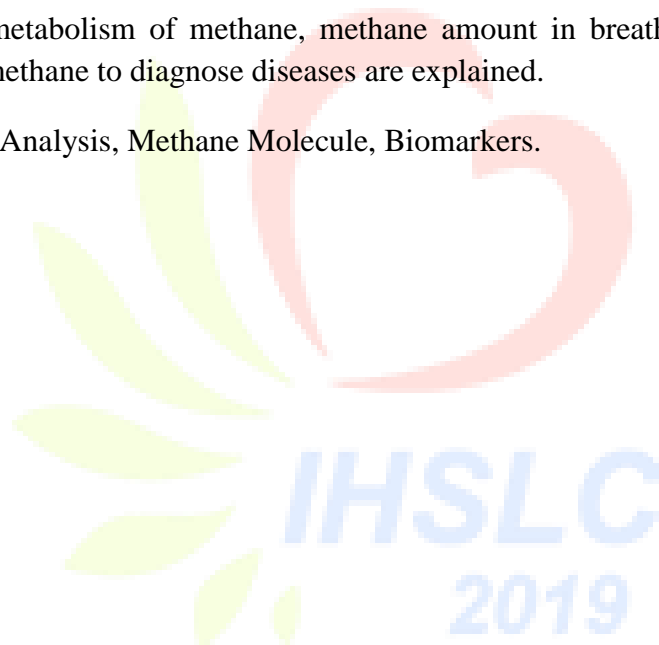 metabolism of methane, methane amount in breath
methane to diagnose diseases are explained.
Analysis, Methane Molecule, Biomarkers.
IHSLC
2019